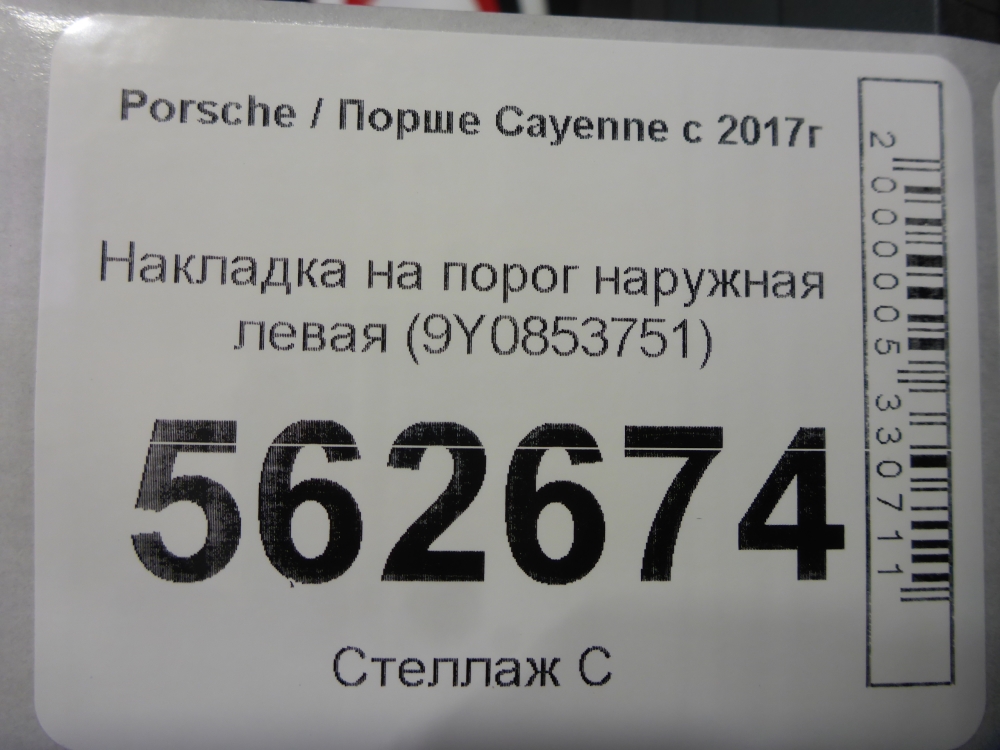 Porsche / Порше Cayenne с 2017г
Накладка на порог наружная
левая (9Y0853751)
562674
Стеллаж С
2000005330711